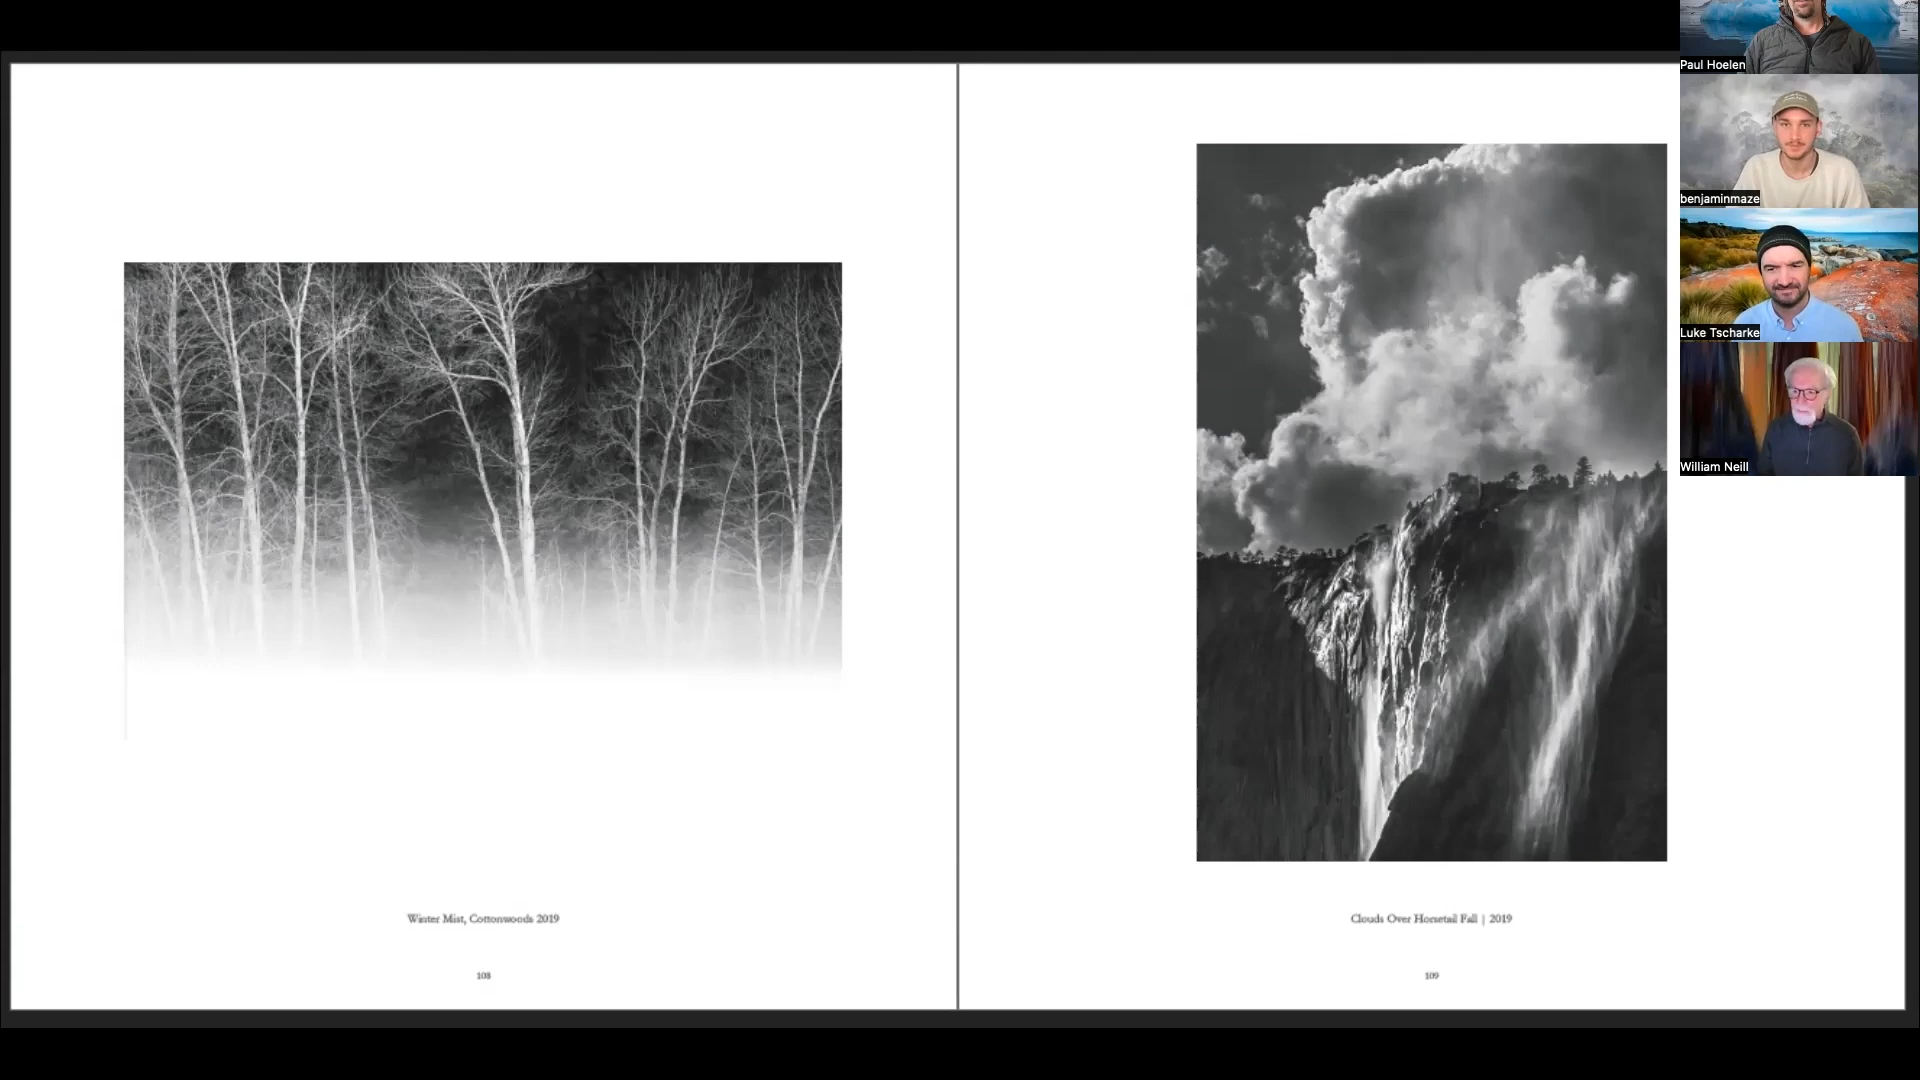 Paul Hoelen
benjaminmaze
Luke Tscharke
William Neill
Winter Mist, Cottonwoods 2019
Clouds Over Horsetail Fall | 2019
108
109